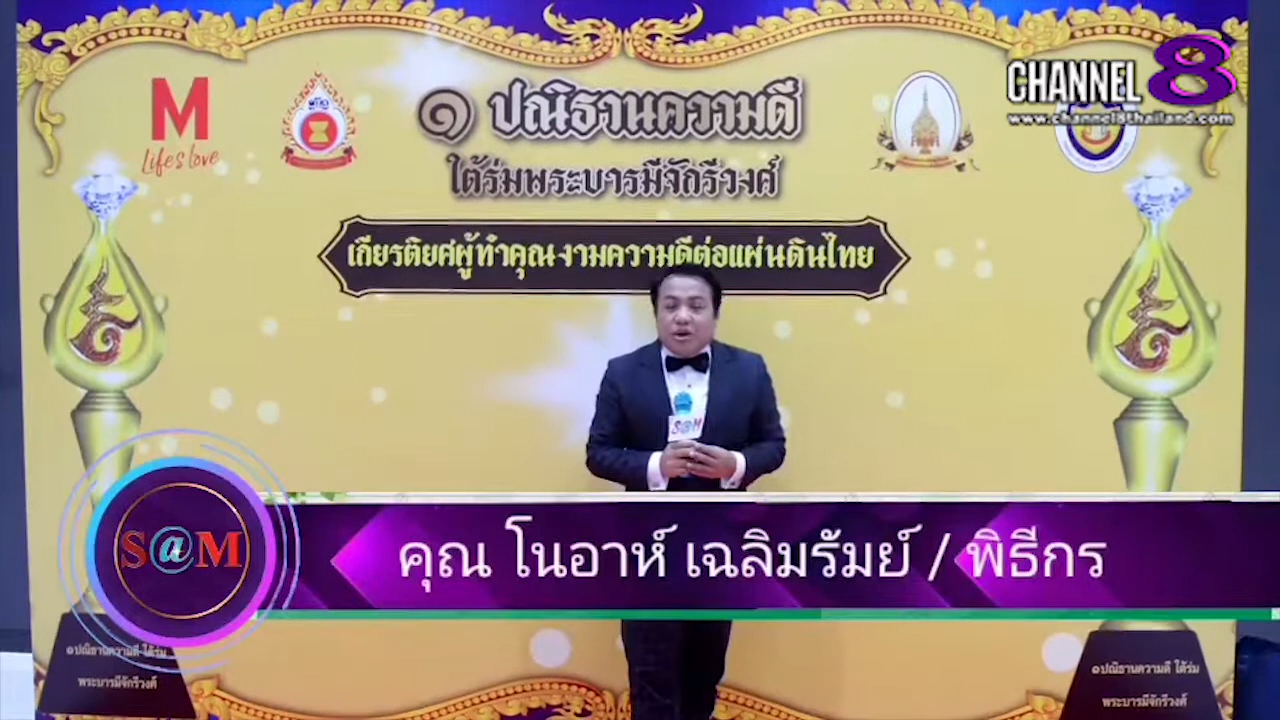 CHANNEL 8
www.channel8thailand.com
M
Life's love
๑ ปณิธานความดี
ใต้ร่มพระบารมีจักรีวงศ์
เกียรติยศผู้ทำคุณงามความดีต่อแผ่นดินไทย
S@M
S@M
คุณ โนอาห์ เฉลิมรัมย์ / พิธีกร
๑ปณิธานความดี ใต้ร่ม
พระบารมีจักรีวงศ์
๑ปณิธานความดี ใต้ร่ม
พระบารมีจักรีวงศ์